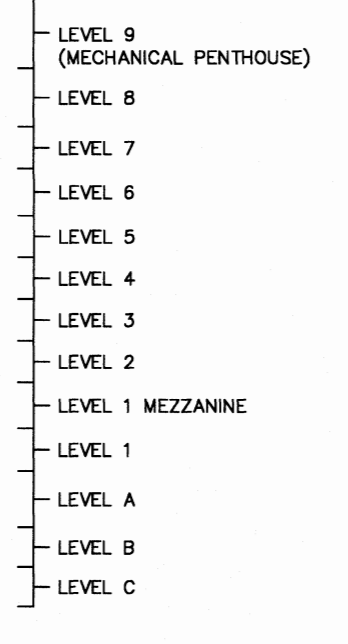 LEVEL 9
(MECHANICAL PENTHOUSE)
LEVEL 8
LEVEL 7
LEVEL 6
LEVEL 5
LEVEL 4
LEVEL 3
LEVEL 2
LEVEL 1 MEZZANINE
LEVEL 1
LEVEL A
LEVEL B
LEVEL C